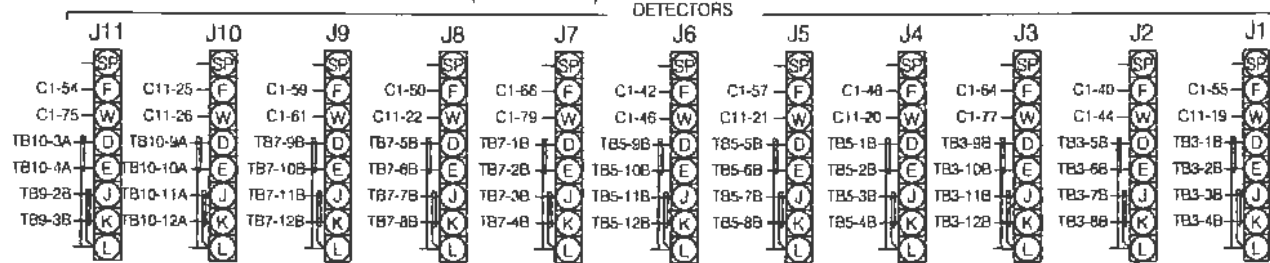 DETECTORS
J11 J10 J9 J8 J7 J6 J5 J4 J3 J2 J1
SP SP SP SP SP SP SP SP SP SP SP
C1-54 F C11-25 F C1-59 F C1-50 F C1-66 F C1-42 F C1-57 F C1-48 F C1-64 F C1-40 F C1-55 F
C1-75 W C11-26 W C1-61 W C11-22 W C1-79 W C1-46 W C11-21 W C11-20 W C1-77 W C1-44 W C11-19 W
TB10-3A D TB10-9A D TB7-9B D TB7-5B D TB7-1B D TB5-9B D TB5-5B D TB5-1B D TB3-9B D TB3-5B D TB3-1B D
TB10-4A E TB10-10A E TB7-10B E TB7-6B E TB7-2B E TB5-10B E TB5-6B E TB5-2B E TB3-10B E TB3-6B E TB3-2B E
TB9-2B J TB10-11A J TB7-11B J TB7-7B J TB7-3B J TB5-11B J TB5-7B J TB5-3B J TB3-11B J TB3-7B J TB3-3B J
TB9-3B K TB10-12A K TB7-12B K TB7-8B K TB7-4B K TB5-12B K TB5-8B K TB5-4B K TB3-12B K TB3-8B K TB3-4B K
L L L L L L L L L L L